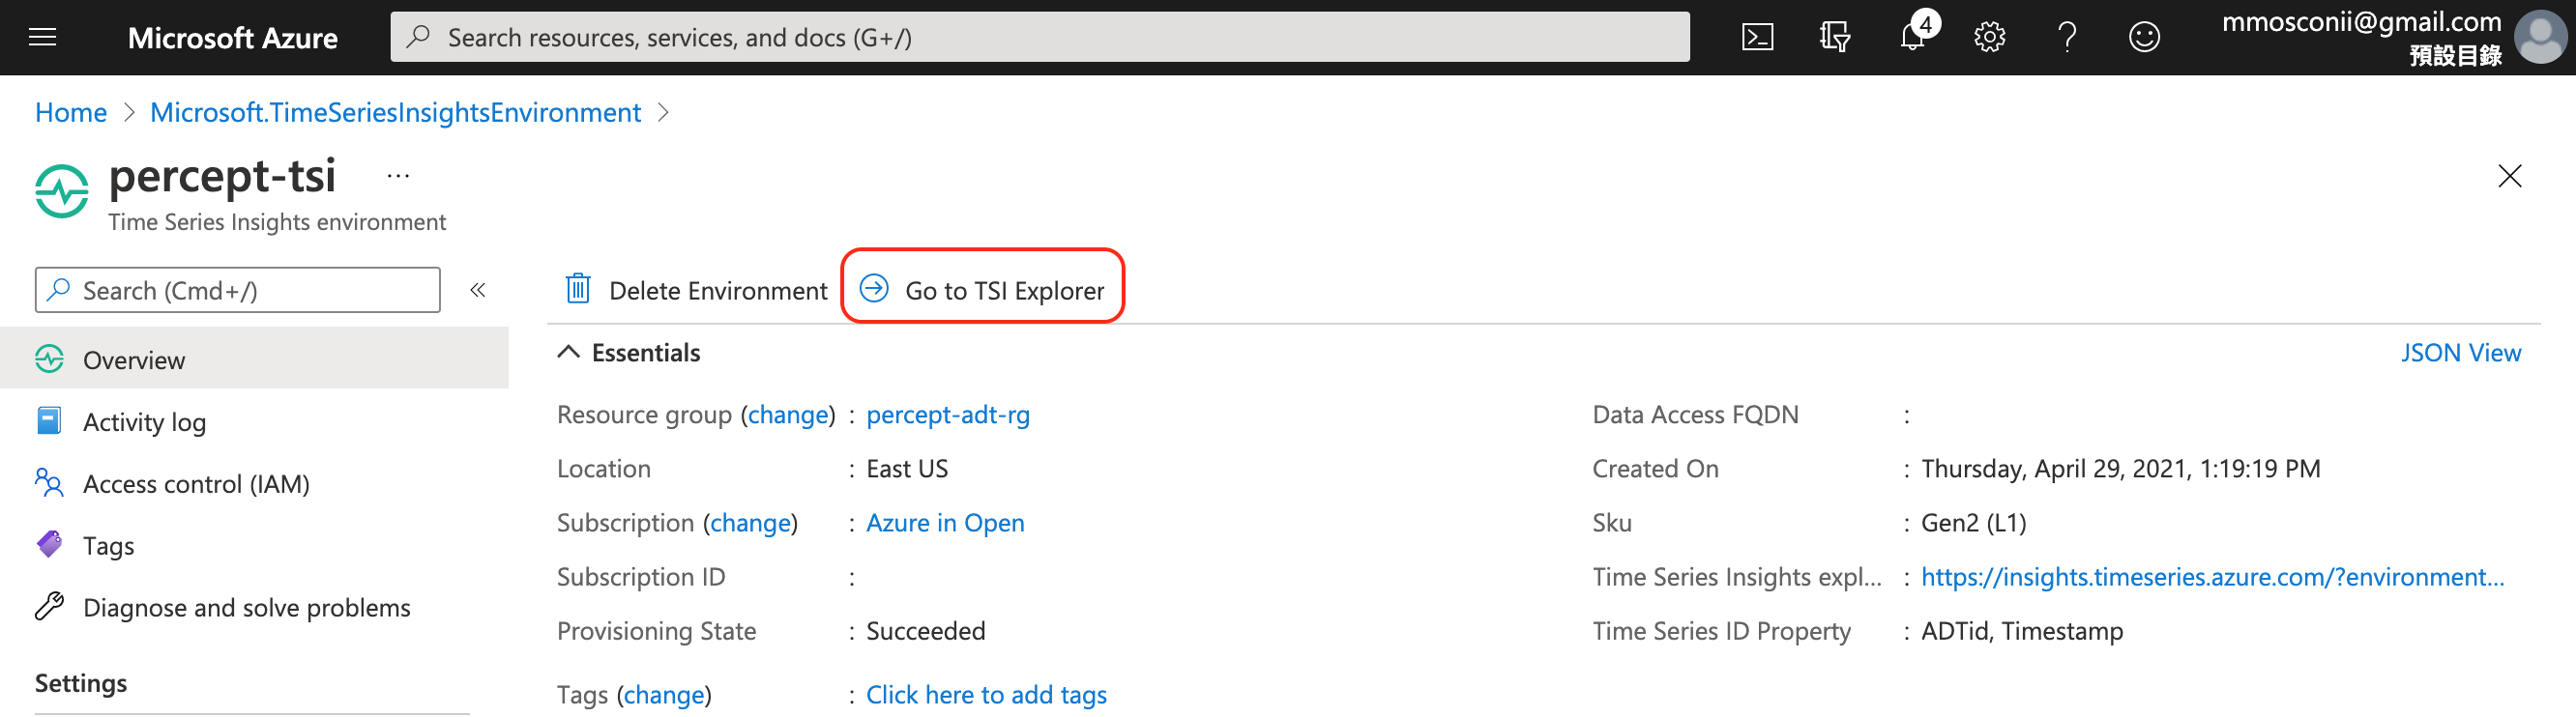 Microsoft Azure
Search resources, services, and docs (G+/)
4
mmosconii@gmail.com
預設目錄
Home > Microsoft.TimeSeriesInsightsEnvironment >
percept-tsi ...
Time Series Insights environment
Search (Cmd+/)
«
Delete Environment
Go to TSI Explorer
Overview
Activity log
Access control (IAM)
Tags
Diagnose and solve problems
Settings
Essentials
JSON View
Resource group (change) : percept-adt-rg
Location : East US
Subscription (change) : Azure in Open
Subscription ID :
Provisioning State : Succeeded
Tags (change) : Click here to add tags
Data Access FQDN :
Created On : Thursday, April 29, 2021, 1:19:19 PM
Sku : Gen2 (L1)
Time Series Insights expl... : https://insights.timeseries.azure.com/?environment...
Time Series ID Property : ADTid, Timestamp